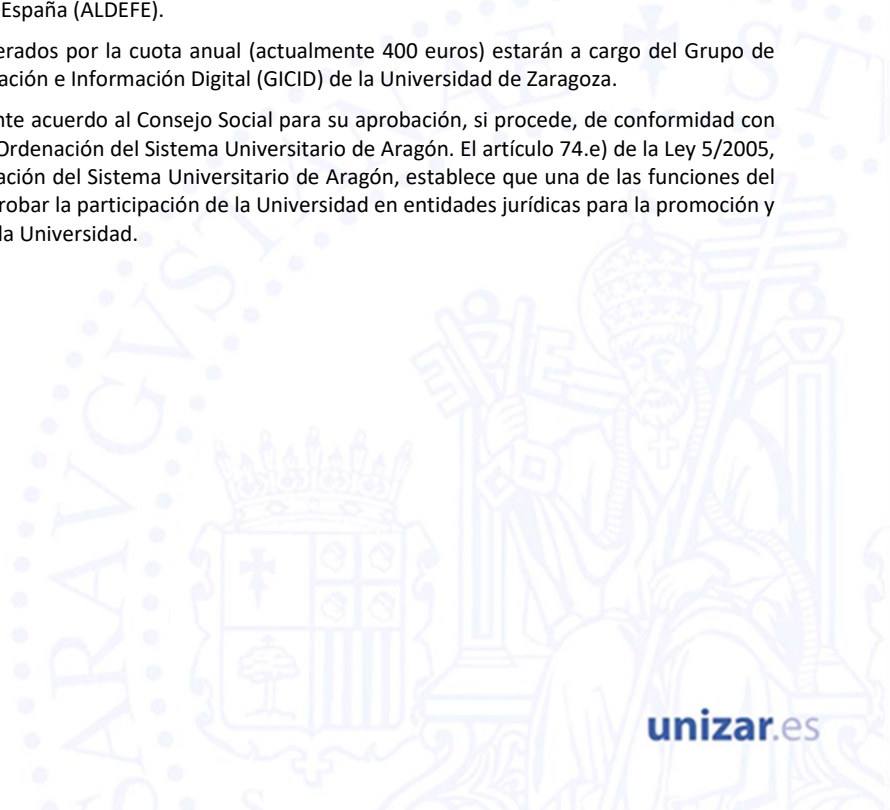 España (ALDEFE).
erados por la cuota anual (actualmente 400 euros) estarán a cargo del Grupo de
ación e Información Digital (GICID) de la Universidad de Zaragoza.
nte acuerdo al Consejo Social para su aprobación, si procede, de conformidad con
Ordenación del Sistema Universitario de Aragón. El artículo 74.e) de la Ley 5/2005,
ación del Sistema Universitario de Aragón, establece que una de las funciones del
robar la participación de la Universidad en entidades jurídicas para la promoción y
la Universidad.
unizar.es